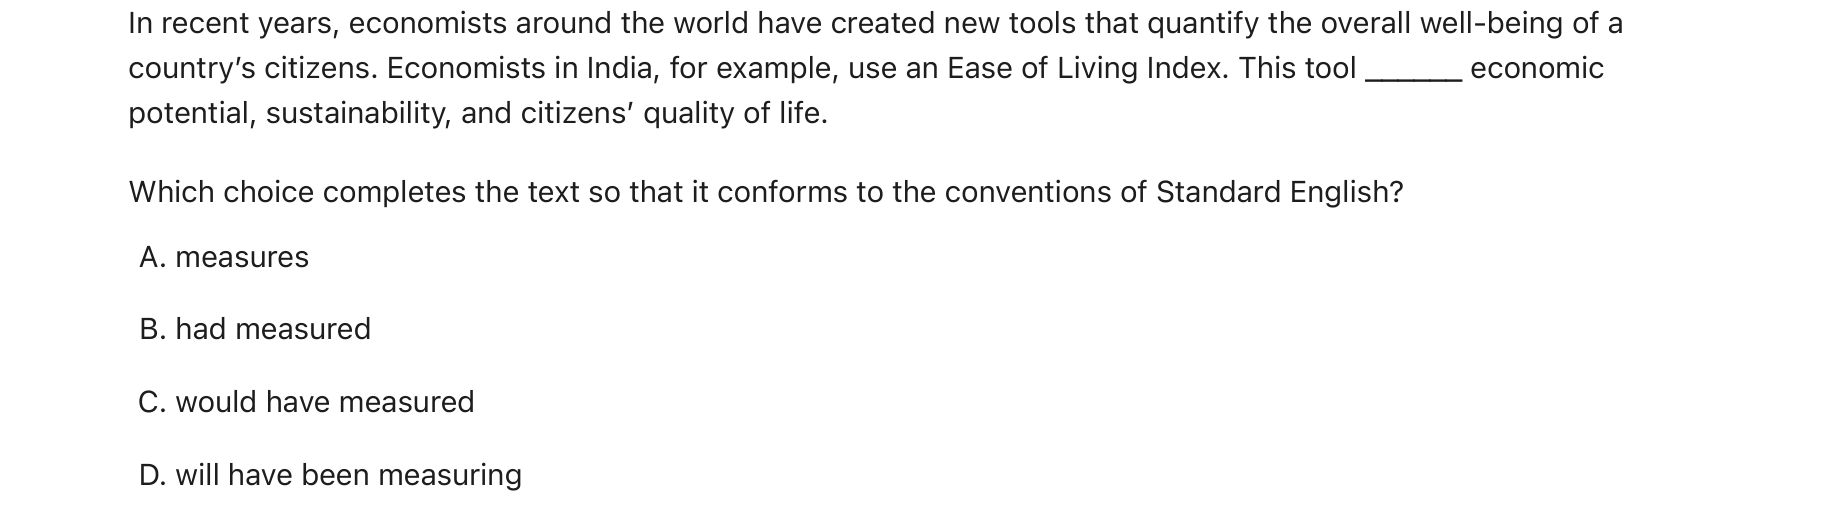 In recent years, economists around the world have created new tools that quantify the overall well-being of a
country’s citizens. Economists in India, for example, use an Ease of Living Index. This tool ______ economic
potential, sustainability, and citizens’ quality of life.
Which choice completes the text so that it conforms to the conventions of Standard English?
A. measures
B. had measured
C. would have measured
D. will have been measuring